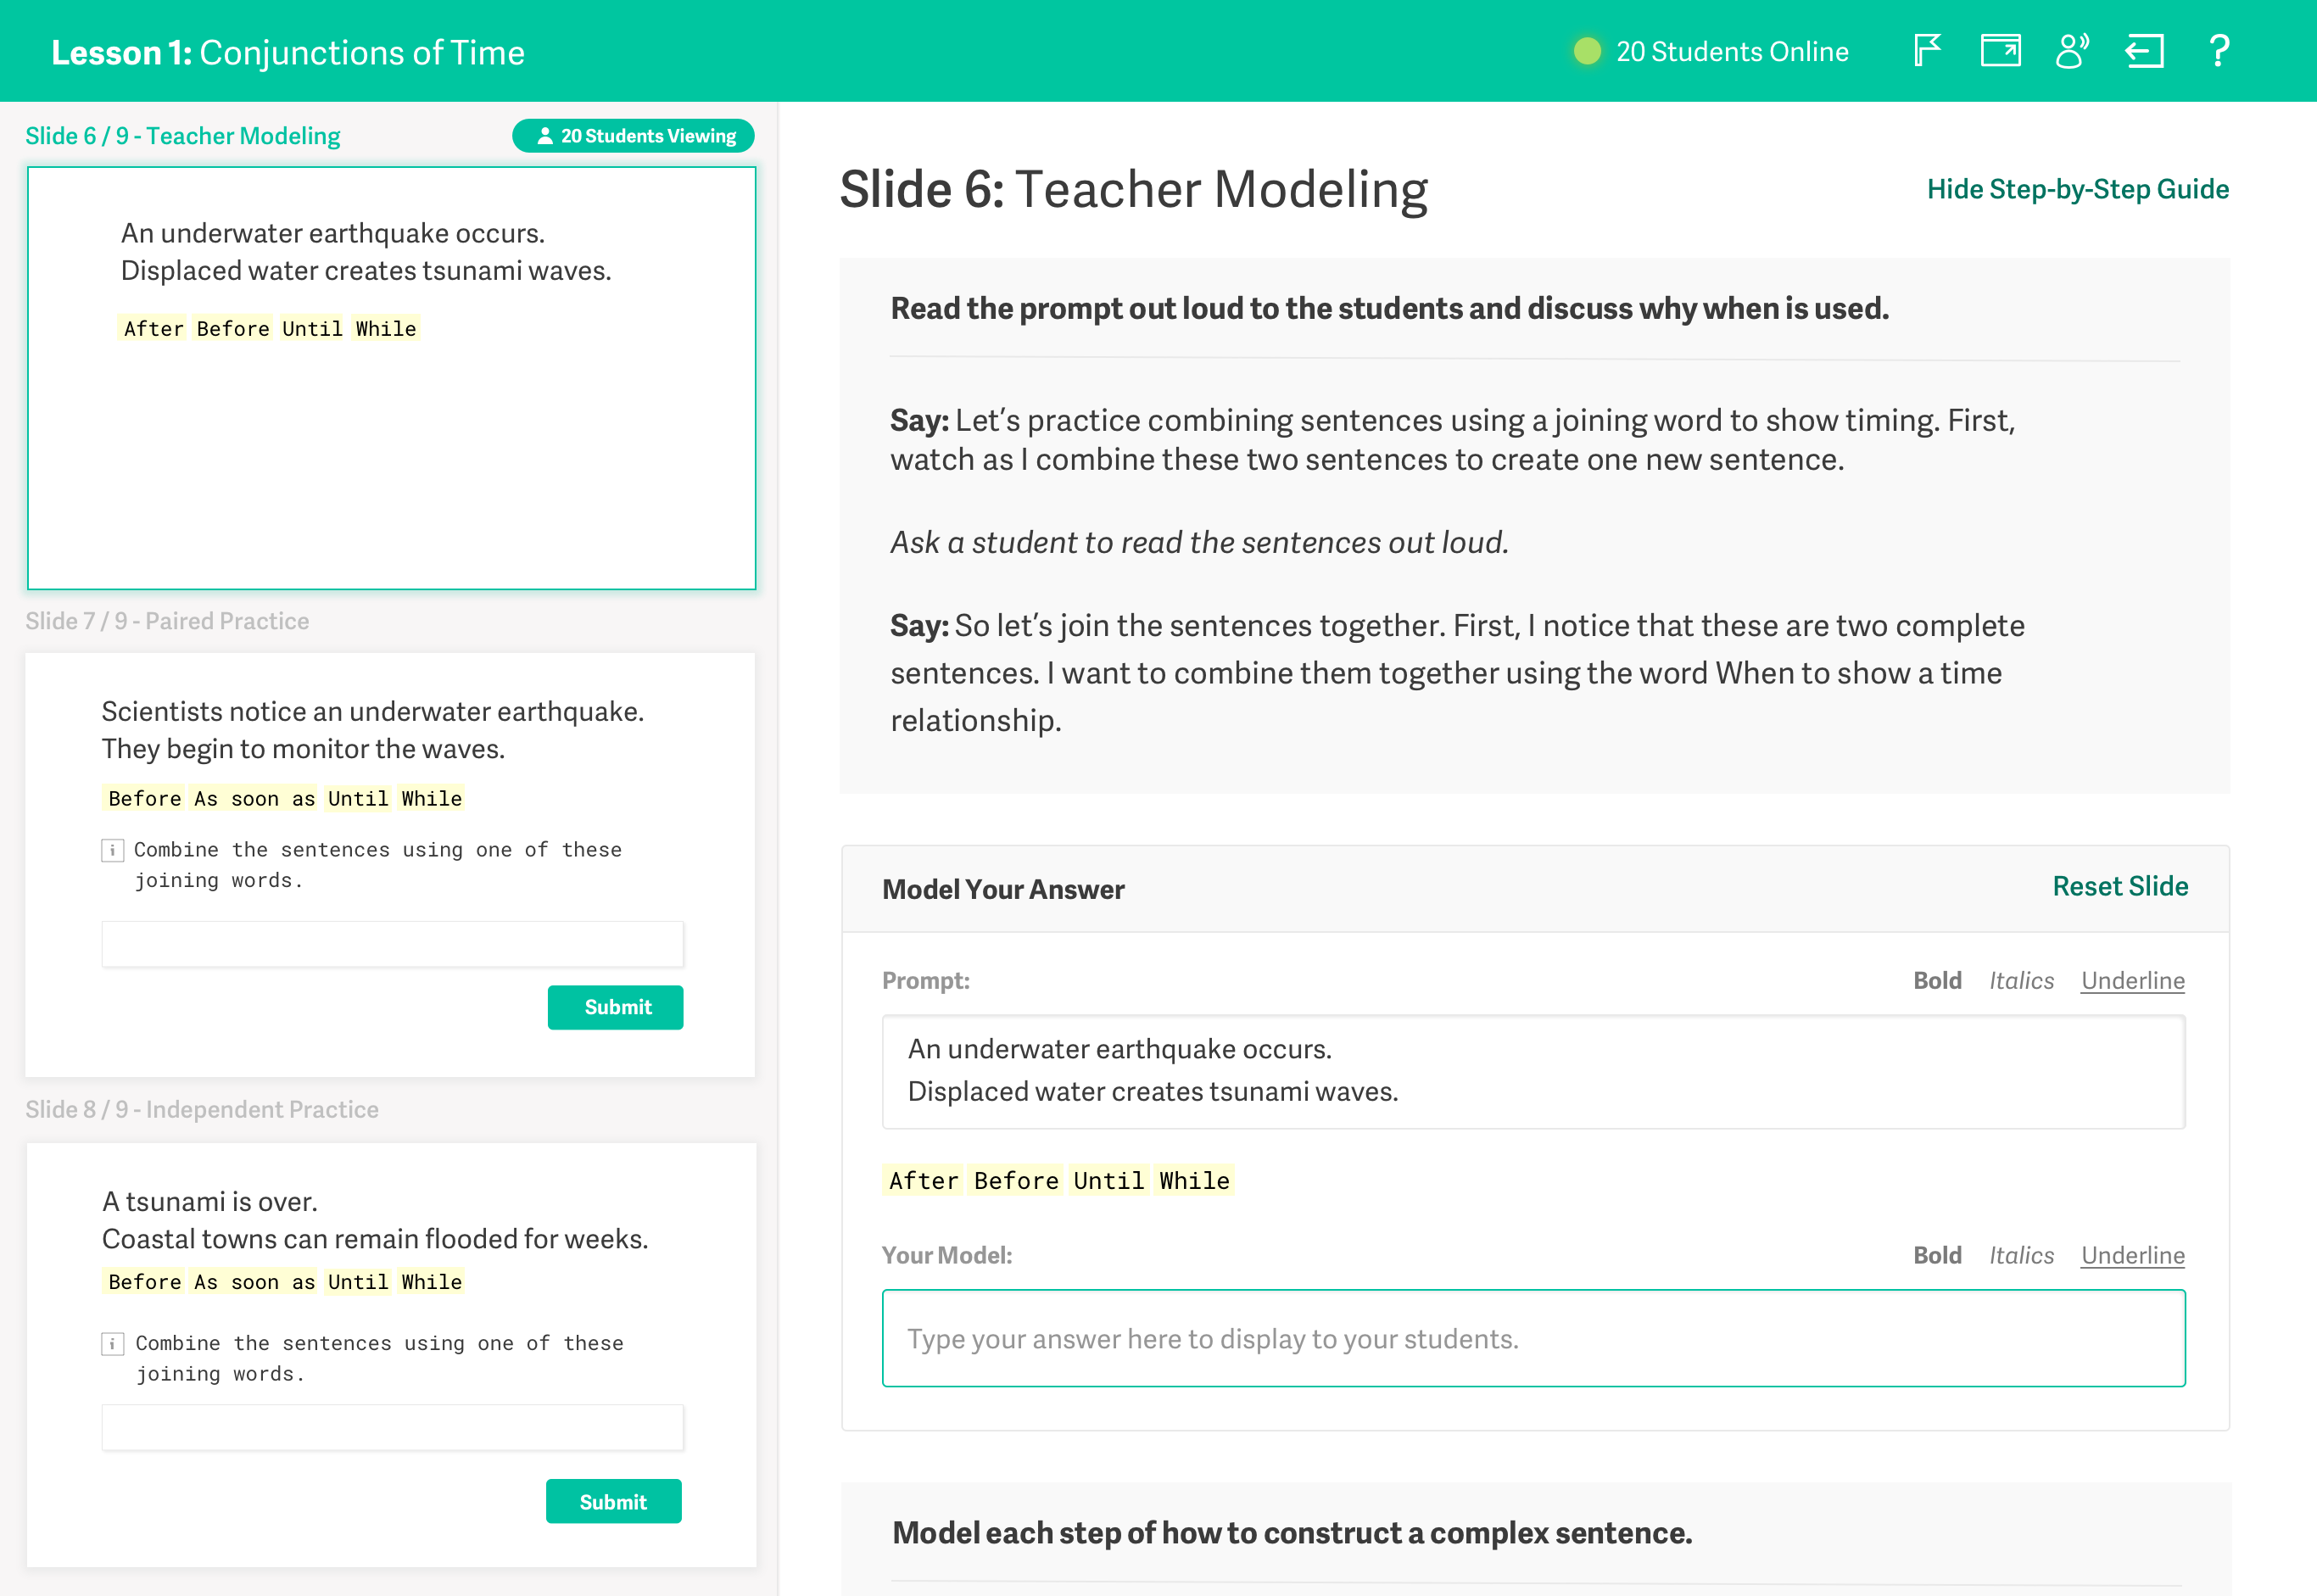 Lesson 1: Conjunctions of Time
20 Students Online
?
Slide 6 / 9 - Teacher Modeling
20 Students Viewing
An underwater earthquake occurs.
Displaced water creates tsunami waves.
After Before Until While
Slide 7 / 9 - Paired Practice
Scientists notice an underwater earthquake.
They begin to monitor the waves.
Before As soon as Until While
i Combine the sentences using one of these
joining words.
Submit
Slide 8 / 9 - Independent Practice
A tsunami is over.
Coastal towns can remain flooded for weeks.
Before As soon as Until While
i Combine the sentences using one of these
joining words.
Submit
Slide 6: Teacher Modeling
Hide Step-by-Step Guide
Read the prompt out loud to the students and discuss why when is used.
Say: Let’s practice combining sentences using a joining word to show timing. First,
watch as I combine these two sentences to create one new sentence.
Ask a student to read the sentences out loud.
Say: So let’s join the sentences together. First, I notice that these are two complete
sentences. I want to combine them together using the word When to show a time
relationship.
Model Your Answer
Reset Slide
Prompt:
Bold Italics Underline
An underwater earthquake occurs.
Displaced water creates tsunami waves.
After Before Until While
Your Model:
Bold Italics Underline
Type your answer here to display to your students.
Model each step of how to construct a complex sentence.